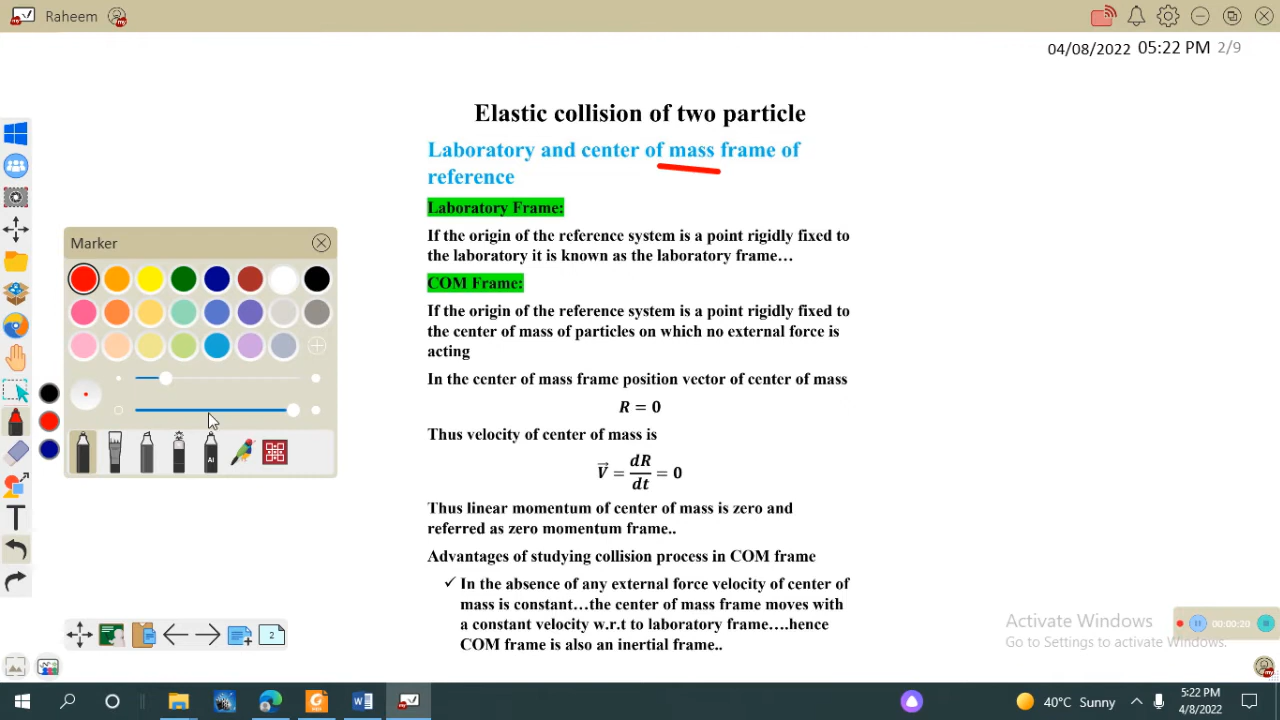 Raheem
04/08/2022 05:22 PM 2/9
Elastic collision of two particle
Laboratory and center of mass frame of
reference
Laboratory Frame:
If the origin of the reference system is a point rigidly fixed to
the laboratory it is known as the laboratory frame…
COM Frame:
If the origin of the reference system is a point rigidly fixed to
the center of mass of particles on which no external force is
acting
In the center of mass frame position vector of center of mass
R = 0
Thus velocity of center of mass is
V⃗ = dR/dt = 0
Thus linear momentum of center of mass is zero and
referred as zero momentum frame..
Advantages of studying collision process in COM frame
✓ In the absence of any external force velocity of center of
mass is constant…the center of mass frame moves with
a constant velocity w.r.t to laboratory frame….hence
COM frame is also an inertial frame..
Marker
AI
T
2
Activate Windows
Go to Settings to activate Windows.
00:00:20
40°C Sunny
5:22 PM
4/8/2022